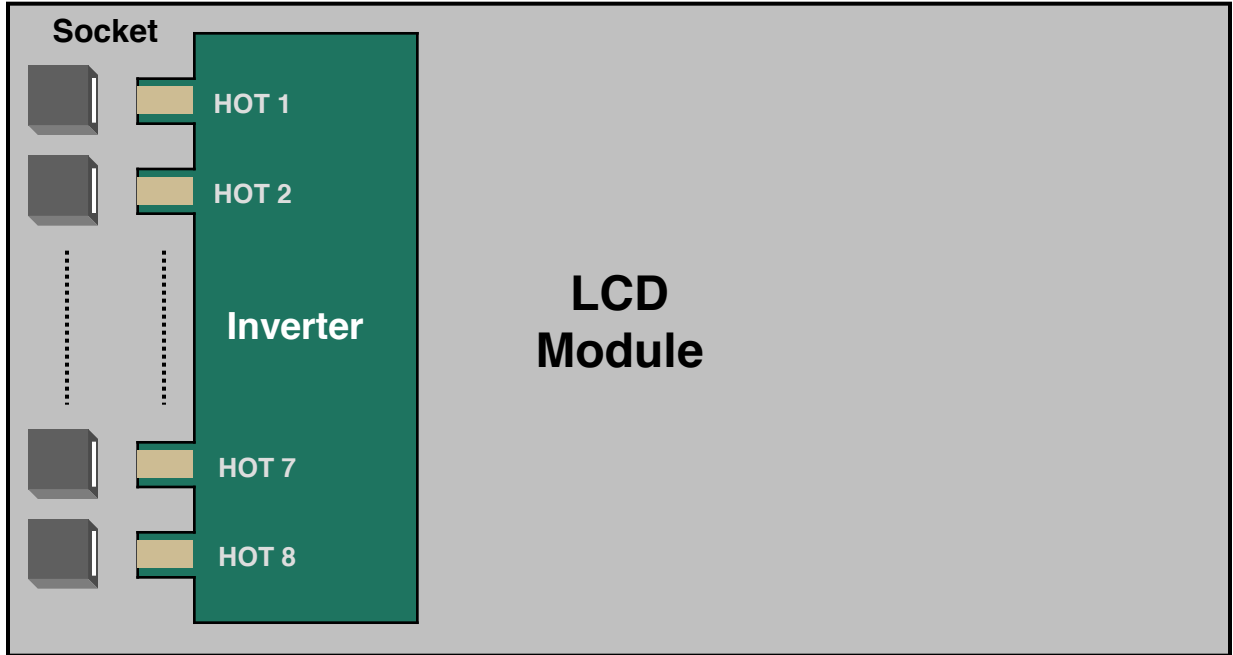 Socket
HOT 1
HOT 2
Inverter
LCD
Module
HOT 7
HOT 8